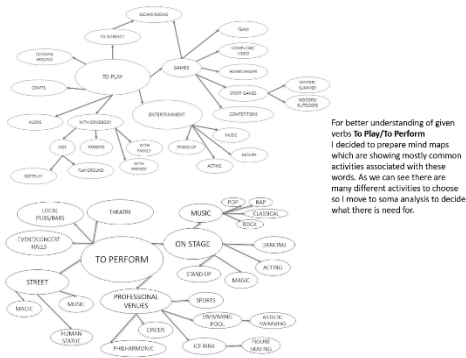 ESCAPE ROOMS
TO INTERACT
TEAM
COMPUTER/
VIDEO
BOARD GAMES
GAMES
TO PLAY
CRAFTS
SPORT GAMES
WINTER/
SUMMER
INDOORS/
OUTDOORS
COMPETITIONS
ENTERTAINMENT
ALONE
WITH SOMEBODY
MUSIC
MOVIES
STAND UP
ACTING
KIDS
PARENTS
WITH
FAMILY
WITH
FRIENDS
PLAYGROUND
For better understanding of given
verbs To Play/To Perform
I decided to prepare mind maps
which are showing mostly common
activities associated with these
words. As we can see there are
many different activities to choose
so I move to soma analysis to decide
what there is need for.
LOCAL
PUBS/BARS
THEATRE
EVENT/CONCERT
HALLS
TO PERFORM
STREET
MAGIC
MUSIC
HUMAN
STATUE
MUSIC
POP
RAP
CLASSICAL
ROCK
ON STAGE
DANCING
ACTING
MAGIC
STAND UP
PROFESSIONAL
VENUES
SPORTS
SWIMMING
POOL
ARTISTIC
SWIMMING
CIRCUS
PHILHARMONIC
ICE RINK
FIGURE
SKATING